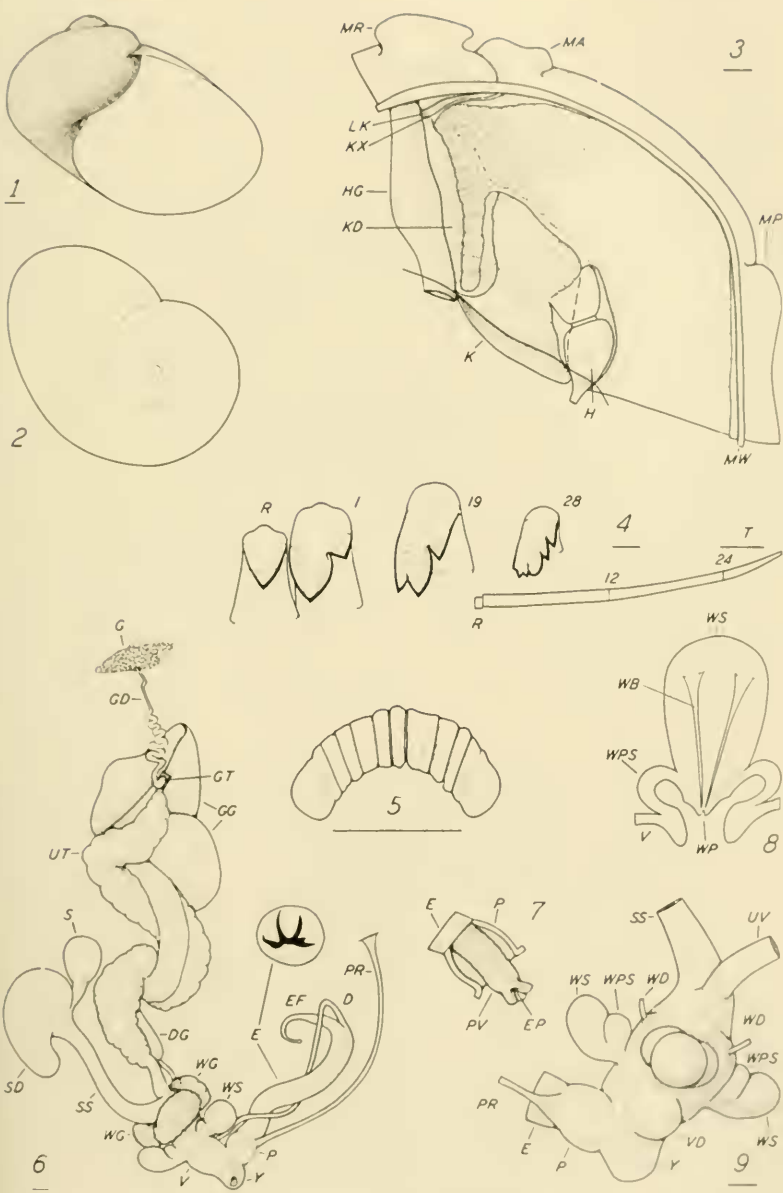 MR
MA
3
1
LK
KX
HG
KD
MP
K
H
MW
2
R
1
19
28
4
T
24
12
R
G
GD
GT
GG
UT
S
DG
SD
SS
WG
WG
WS
V
6
5
WS
WB
WPS
V
WP
8
E
EF
D
PR
P
Y
E
P
7
PV
EP
SS
UV
WS
WPS
WD
WD
WPS
WS
PR
E
P
VD
Y
9